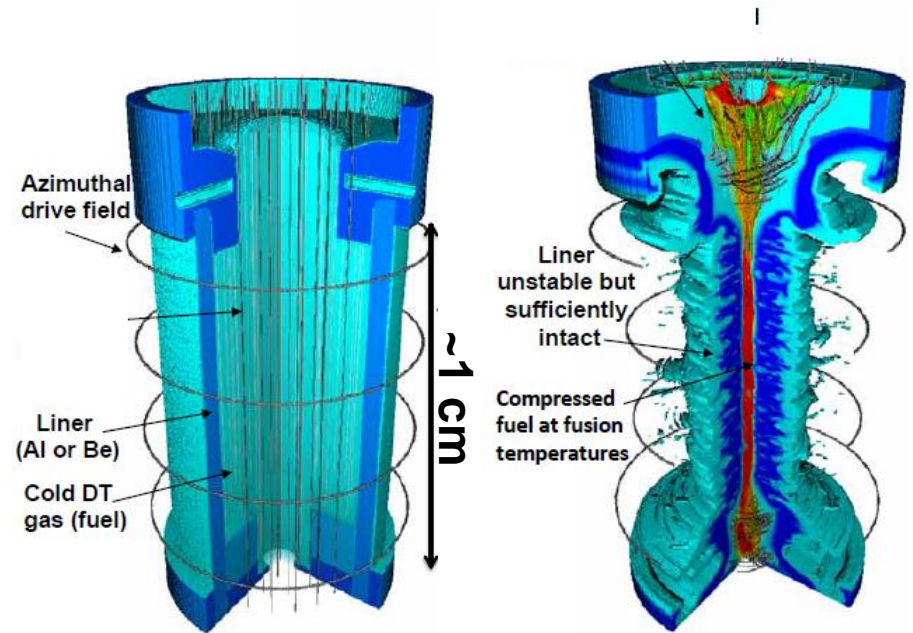 Azimuthal
drive field
Liner
(Al or Be)
Cold DT
gas (fuel)
~1 cm
Liner
unstable but
sufficiently
intact
Compressed
fuel at fusion
temperatures